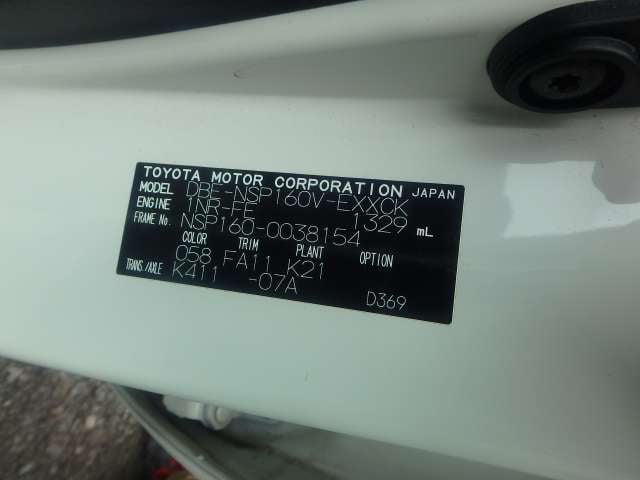 TOYOTA MOTOR CORPORATION JAPAN
MODEL DBE-NSP160V-EXXCK
ENGINE 1NR-FE 1329 mL
FRAME No. NSP160-0038154
COLOR TRIM PLANT OPTION
058 FA11 K21
TRANS./AXLE K411 -07A
D369